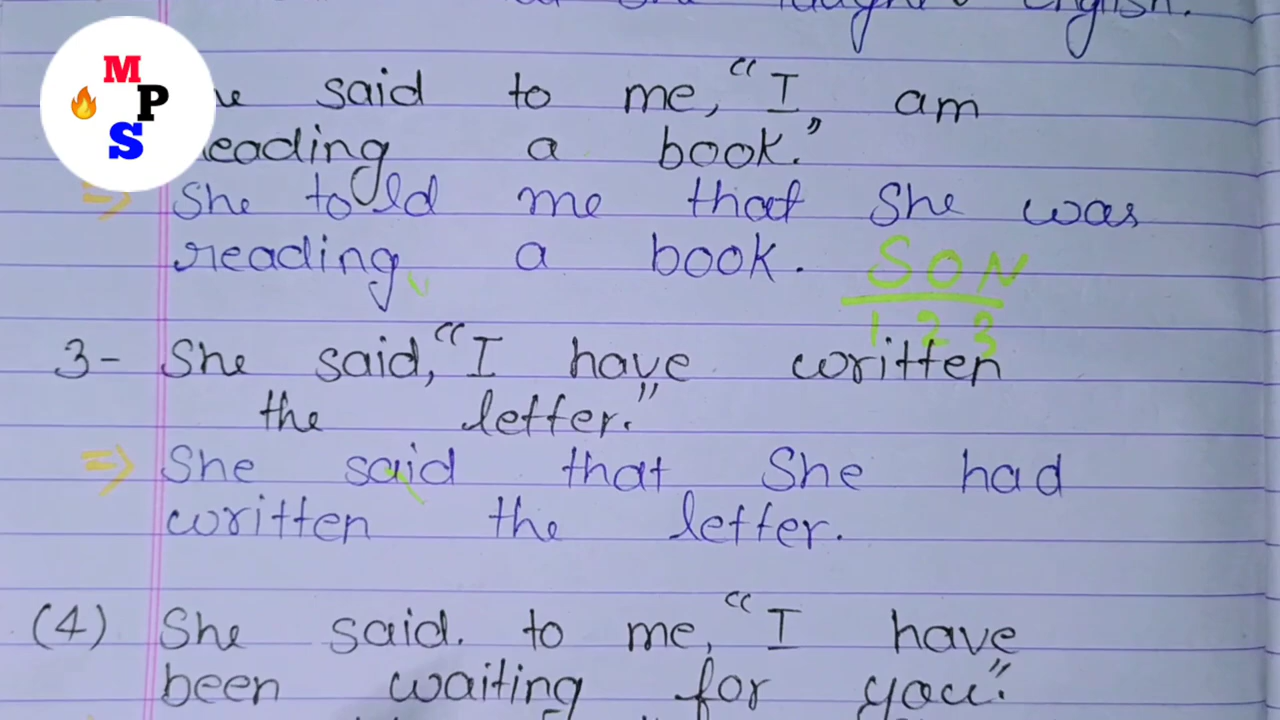 English.
M
P
S
said to me, "I am
reading a book."
⇒ She told me that She was
reading a book.
SON
1 2 3
3- She said, "I have written
the letter."
⇒ She said that She had
written the letter.
(4) She said. to me, "I have
been waiting for you".